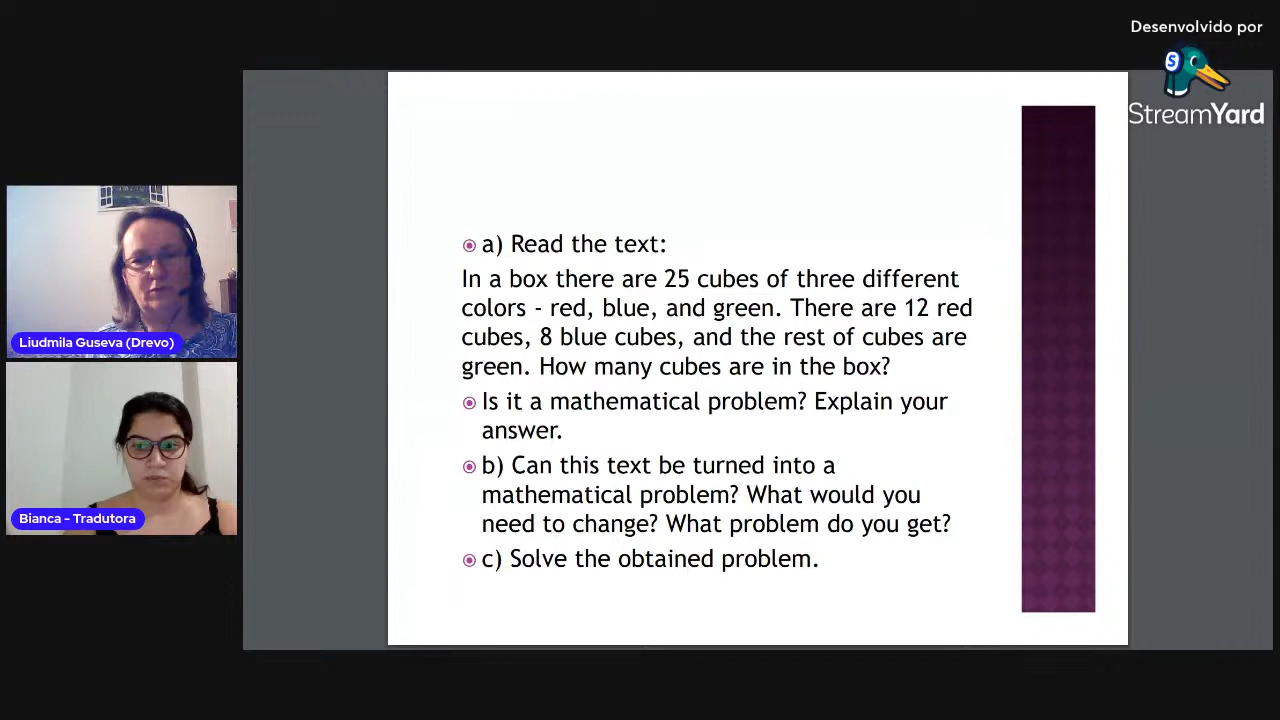 Desenvolvido por
StreamYard
a) Read the text:
In a box there are 25 cubes of three different
colors - red, blue, and green. There are 12 red
cubes, 8 blue cubes, and the rest of cubes are
green. How many cubes are in the box?
Is it a mathematical problem? Explain your
answer.
b) Can this text be turned into a
mathematical problem? What would you
need to change? What problem do you get?
c) Solve the obtained problem.
Liudmila Guseva (Drevo)
Bianca - Tradutora